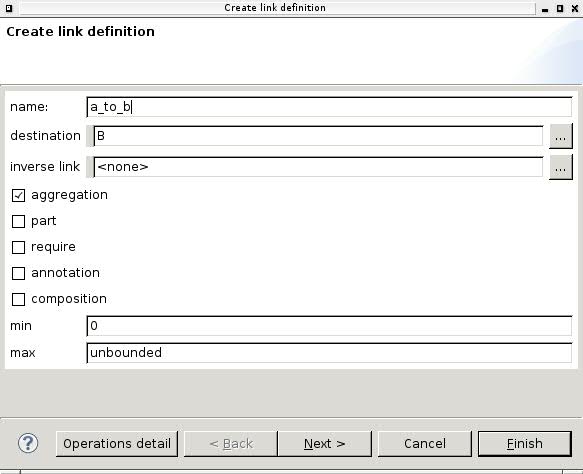 Create link definition
Create link definition
name: a_to_b
destination B ...
inverse link <none> ...
aggregation
part
require
annotation
composition
min 0
max unbounded
? Operations detail < Back Next > Cancel Finish